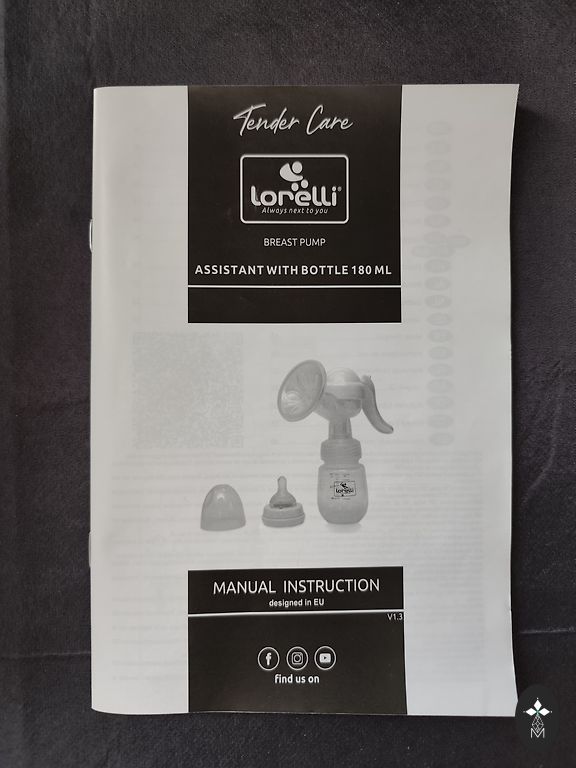 Tender Care
Lorelli®
Always next to you
BREAST PUMP
ASSISTANT WITH BOTTLE 180 ML
Lorelli
MANUAL INSTRUCTION
designed in EU
V1.3
find us on